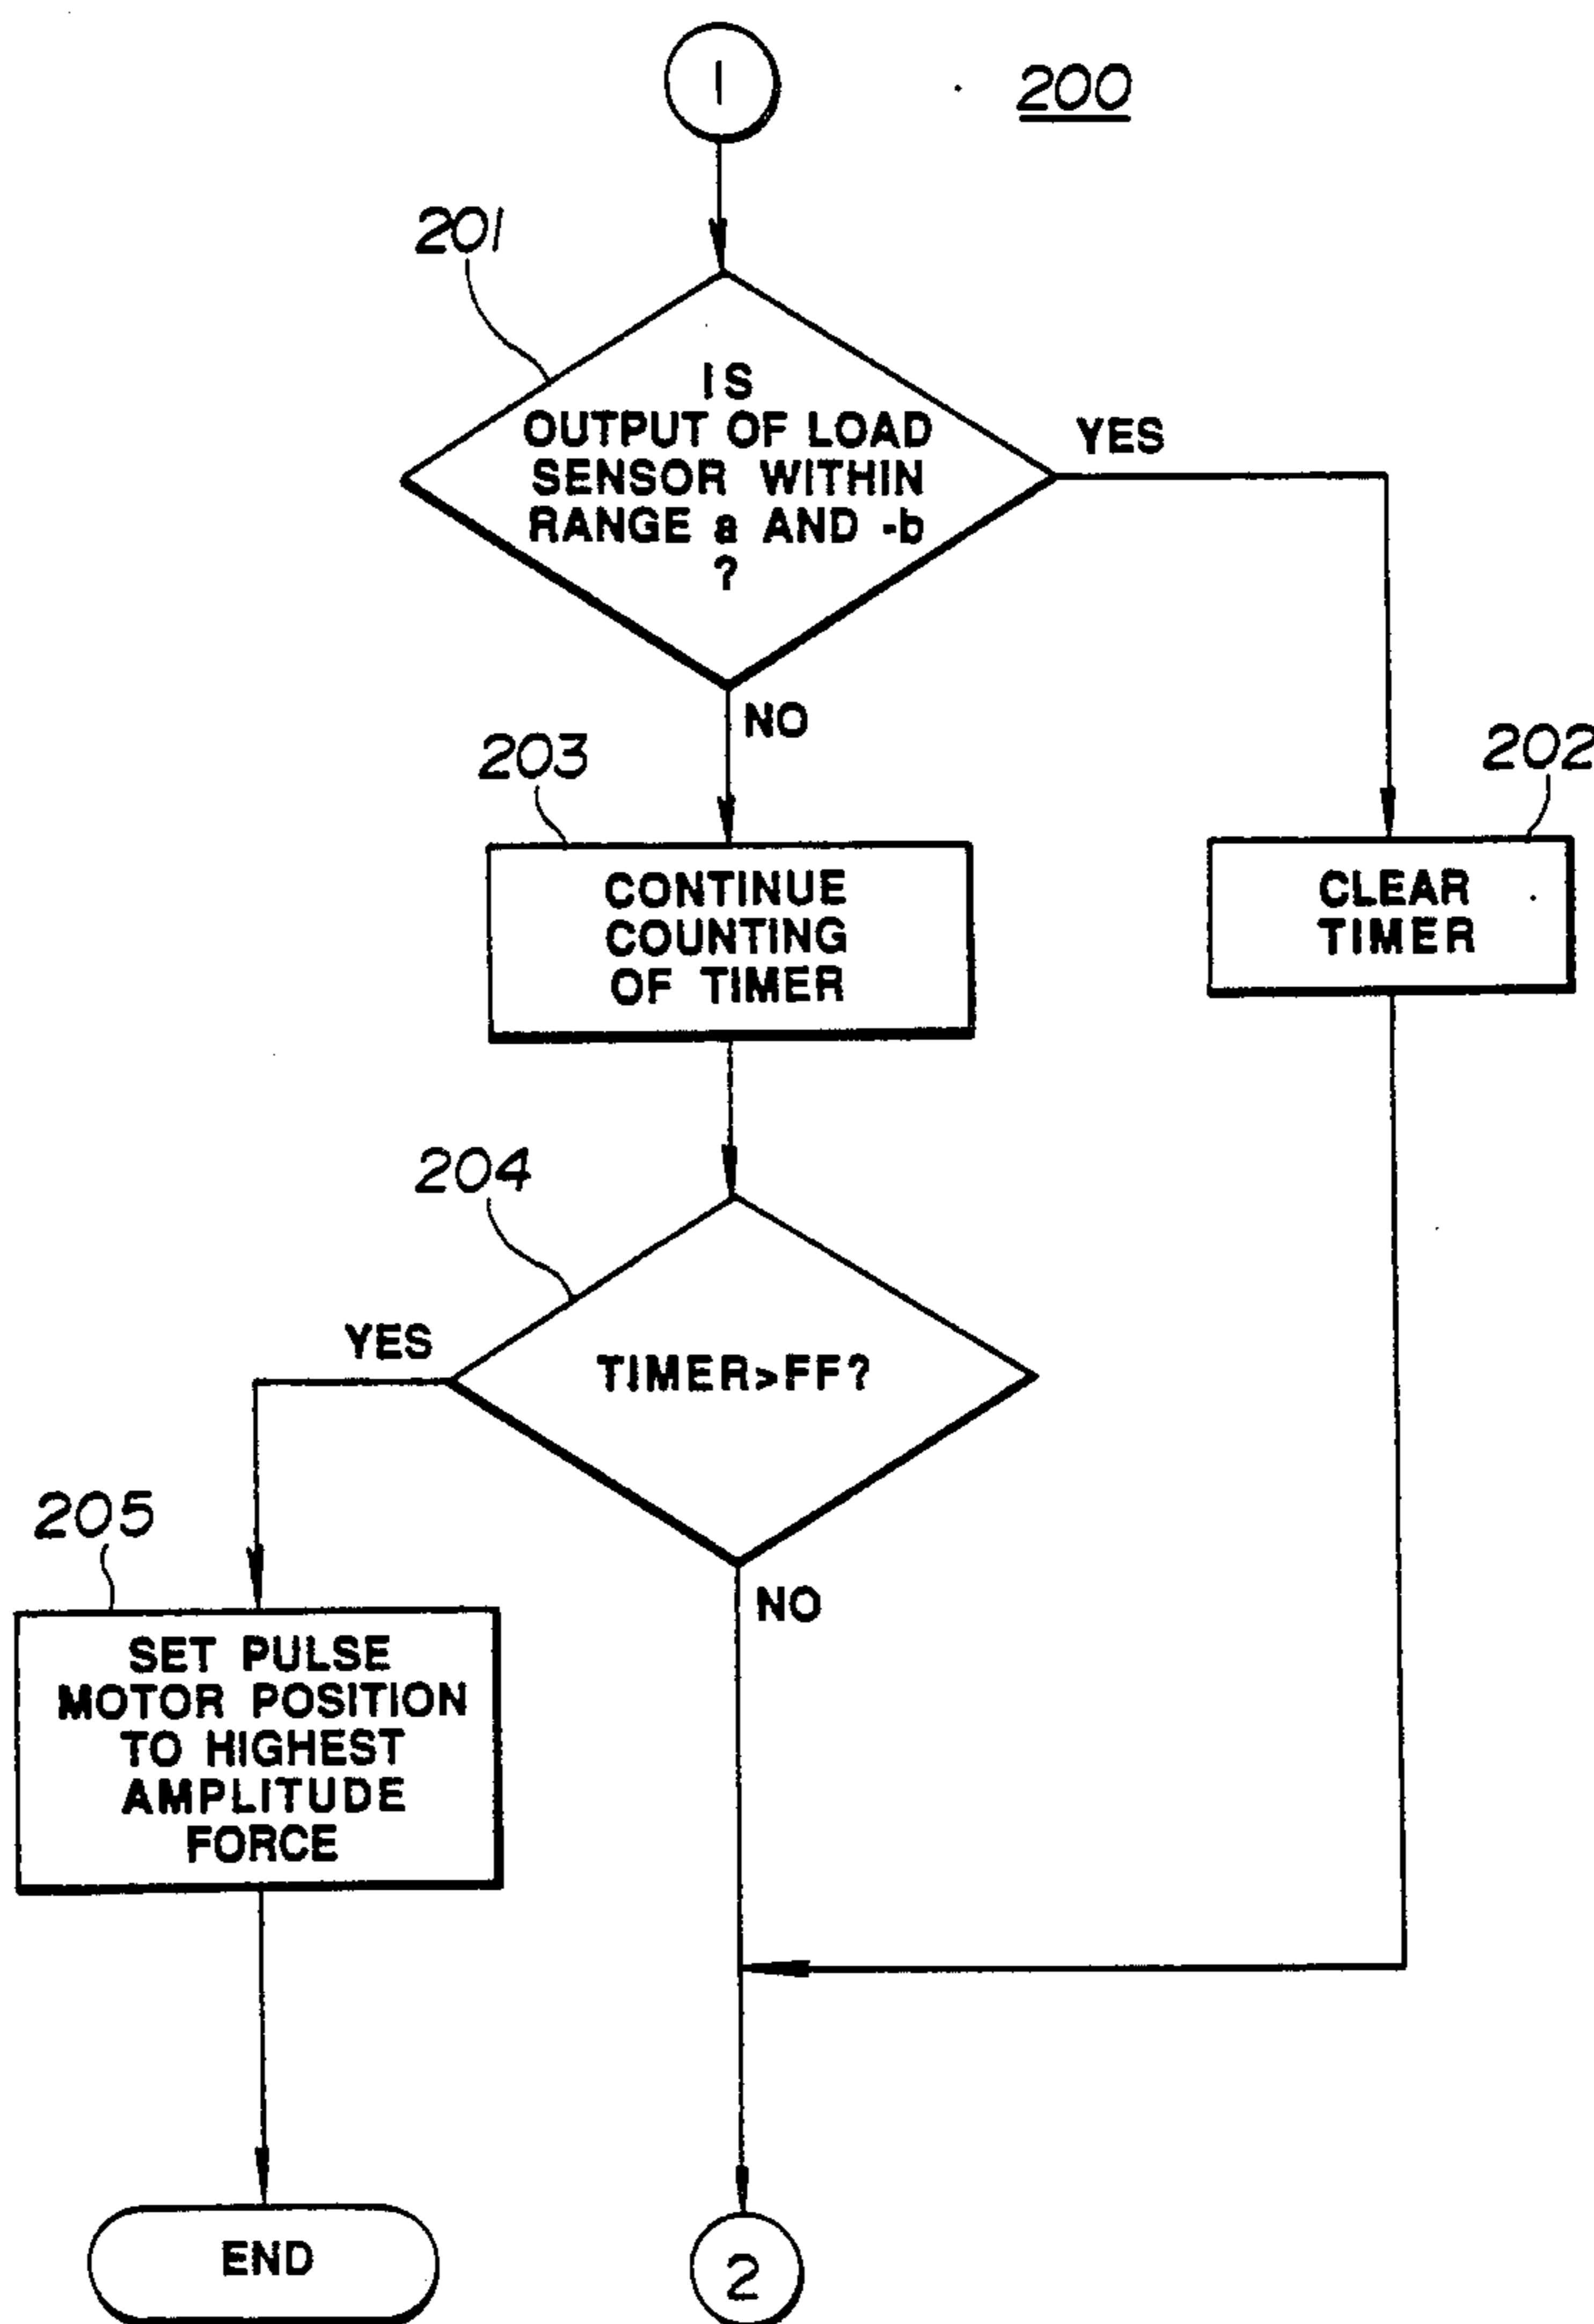 1
200
201
IS
OUTPUT OF LOAD
SENSOR WITHIN
RANGE a AND -b
?
YES
NO
203
CONTINUE
COUNTING
OF TIMER
202
CLEAR
TIMER
204
TIMER>FF?
YES
NO
205
SET PULSE
MOTOR POSITION
TO HIGHEST
AMPLITUDE
FORCE
END
2